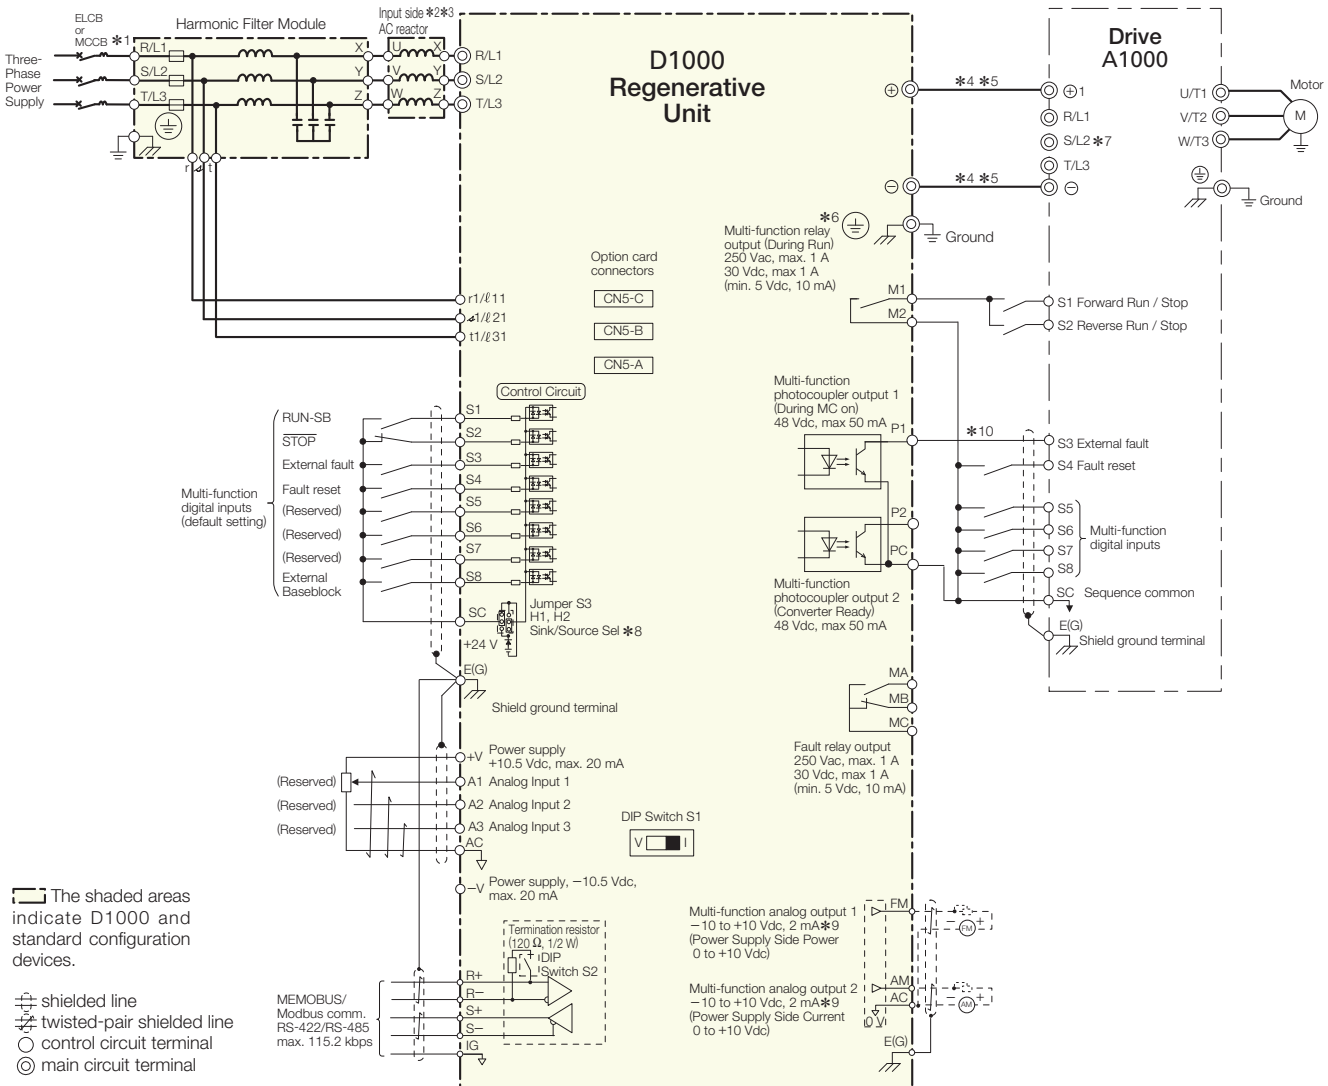 ELCB
or
MCCB *1
Harmonic Filter Module
Input side *2*3
AC reactor
Three-
Phase
Power
Supply
R/L1
S/L2
T/L3
X
Y
Z
U X
V Y
W Z
R/L1
S/L2
T/L3
r t
D1000
Regenerative
Unit
⊕
*4 *5
⊖
*4 *5
Drive
A1000
⊕1
R/L1
S/L2*7
T/L3
⊖
U/T1
V/T2
W/T3
Motor
M
Ground
*6
Ground
Multi-function relay
output (During Run)
250 Vac, max. 1 A
30 Vdc, max 1 A
(min. 5 Vdc, 10 mA)
M1
M2
S1 Forward Run / Stop
S2 Reverse Run / Stop
Option card
connectors
CN5-C
CN5-B
CN5-A
r1/ℓ11
1/ℓ21
t1/ℓ31
Control Circuit
Multi-function
digital inputs
(default setting)
RUN-SB
STOP
External fault
Fault reset
(Reserved)
(Reserved)
(Reserved)
External
Baseblock
S1
S2
S3
S4
S5
S6
S7
S8
SC
+24 V
Jumper S3
H1, H2
Sink/Source Sel *8
E(G)
Shield ground terminal
Multi-function
photocoupler output 1
(During MC on)
48 Vdc, max 50 mA
P1
*10
P2
PC
Multi-function
photocoupler output 2
(Converter Ready)
48 Vdc, max 50 mA
S3 External fault
S4 Fault reset
S5
S6
S7
S8
Multi-function
digital inputs
SC Sequence common
E(G)
Shield ground terminal
MA
MB
MC
Fault relay output
250 Vac, max. 1 A
30 Vdc, max 1 A
(min. 5 Vdc, 10 mA)
+V Power supply
+10.5 Vdc, max. 20 mA
(Reserved) A1 Analog Input 1
(Reserved) A2 Analog Input 2
(Reserved) A3 Analog Input 3
AC
−V Power supply, −10.5 Vdc,
max. 20 mA
DIP Switch S1
V I
Termination resistor
(120 Ω, 1/2 W)
DIP
Switch S2
MEMOBUS/
Modbus comm.
RS-422/RS-485
max. 115.2 kbps
R+
R−
S+
S−
IG
Multi-function analog output 1
−10 to +10 Vdc, 2 mA*9
(Power Supply Side Power
0 to +10 Vdc)
FM
− +
FM
Multi-function analog output 2
−10 to +10 Vdc, 2 mA*9
(Power Supply Side Current
0 to +10 Vdc)
AM
AC
0 V
− +
AM
E(G)
The shaded areas
indicate D1000 and
standard configuration
devices.
shielded line
twisted-pair shielded line
control circuit terminal
main circuit terminal